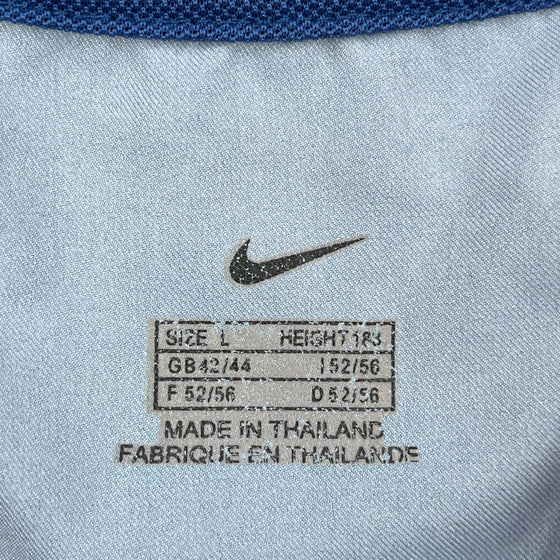 SIZE L HEIGHT 183
GB 42/44 I 52/56
F 52/56 D 52/56
MADE IN THAILAND
FABRIQUE EN THAILANDE